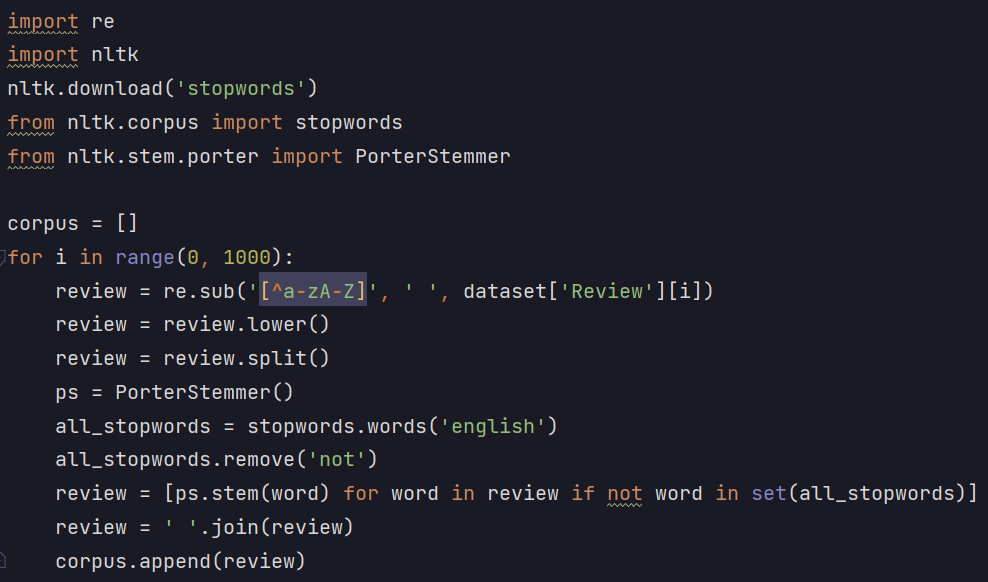 import re
import nltk
nltk.download('stopwords')
from nltk.corpus import stopwords
from nltk.stem.porter import PorterStemmer

corpus = []
for i in range(0, 1000):
    review = re.sub('[^a-zA-Z]', ' ', dataset['Review'][i])
    review = review.lower()
    review = review.split()
    ps = PorterStemmer()
    all_stopwords = stopwords.words('english')
    all_stopwords.remove('not')
    review = [ps.stem(word) for word in review if not word in set(all_stopwords)]
    review = ' '.join(review)
    corpus.append(review)